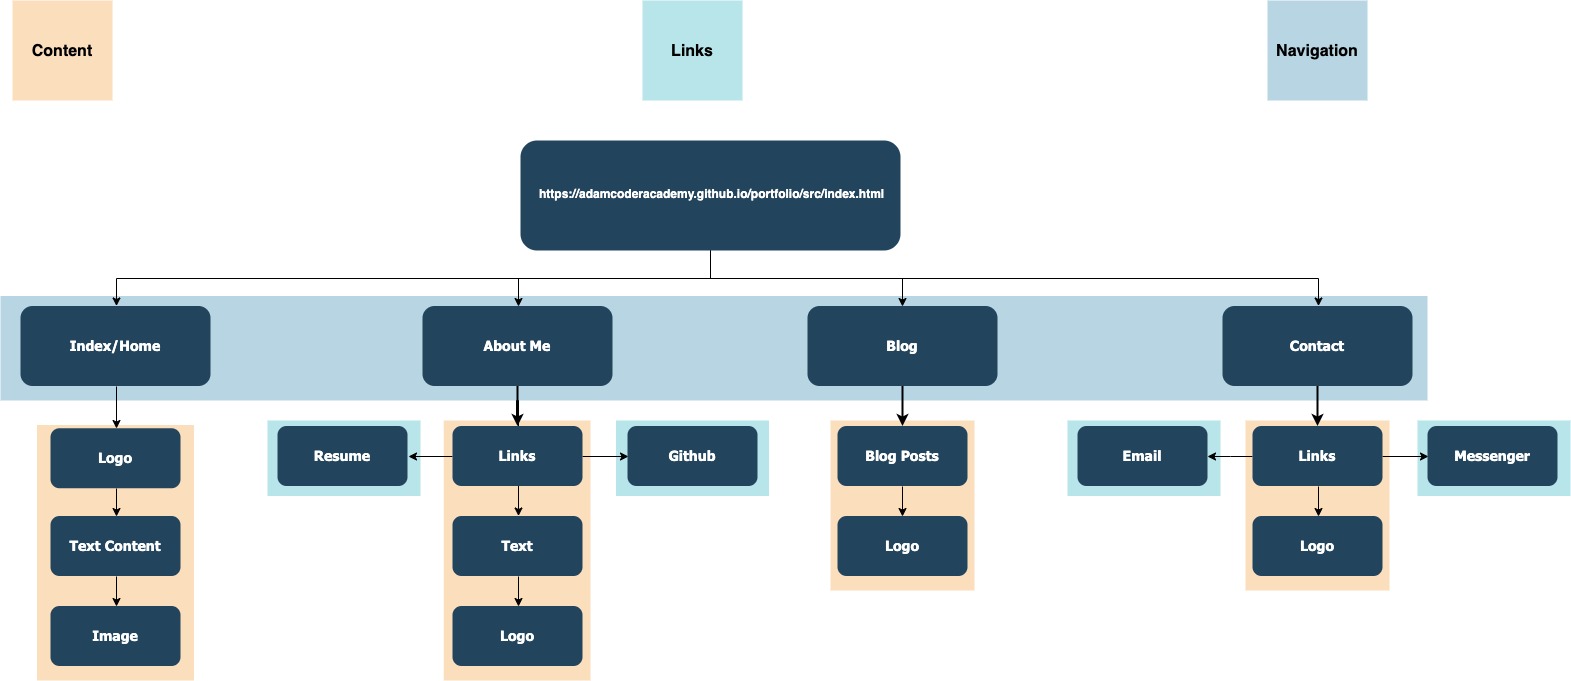 Content
Links
Navigation
https://adamcoderacademy.github.io/portfolio/src/index.html
Index/Home
About Me
Blog
Contact
Logo
Text Content
Image
Resume
Links
Github
Text
Logo
Blog Posts
Logo
Email
Links
Messenger
Logo